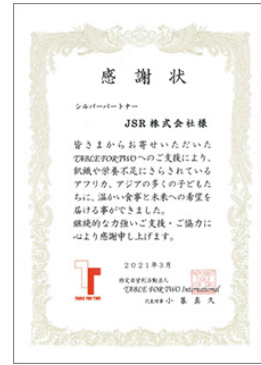 感謝状
シルバーパートナー
JSR 株式会社様
皆さまからお寄せいただいた
TABLE FOR TWO へのご支援により、
飢餓や栄養不足にさらされている
アフリカ、アジアの多くの子どもた
ちに、温かい食事と未来への希望を
届ける事ができました。
継続的な力強いご支援・ご協力に
心より感謝申し上げます。
2021年3月
特定非営利活動法人
TABLE FOR TWO International
代表理事 小暮真久
TABLE FOR TWO